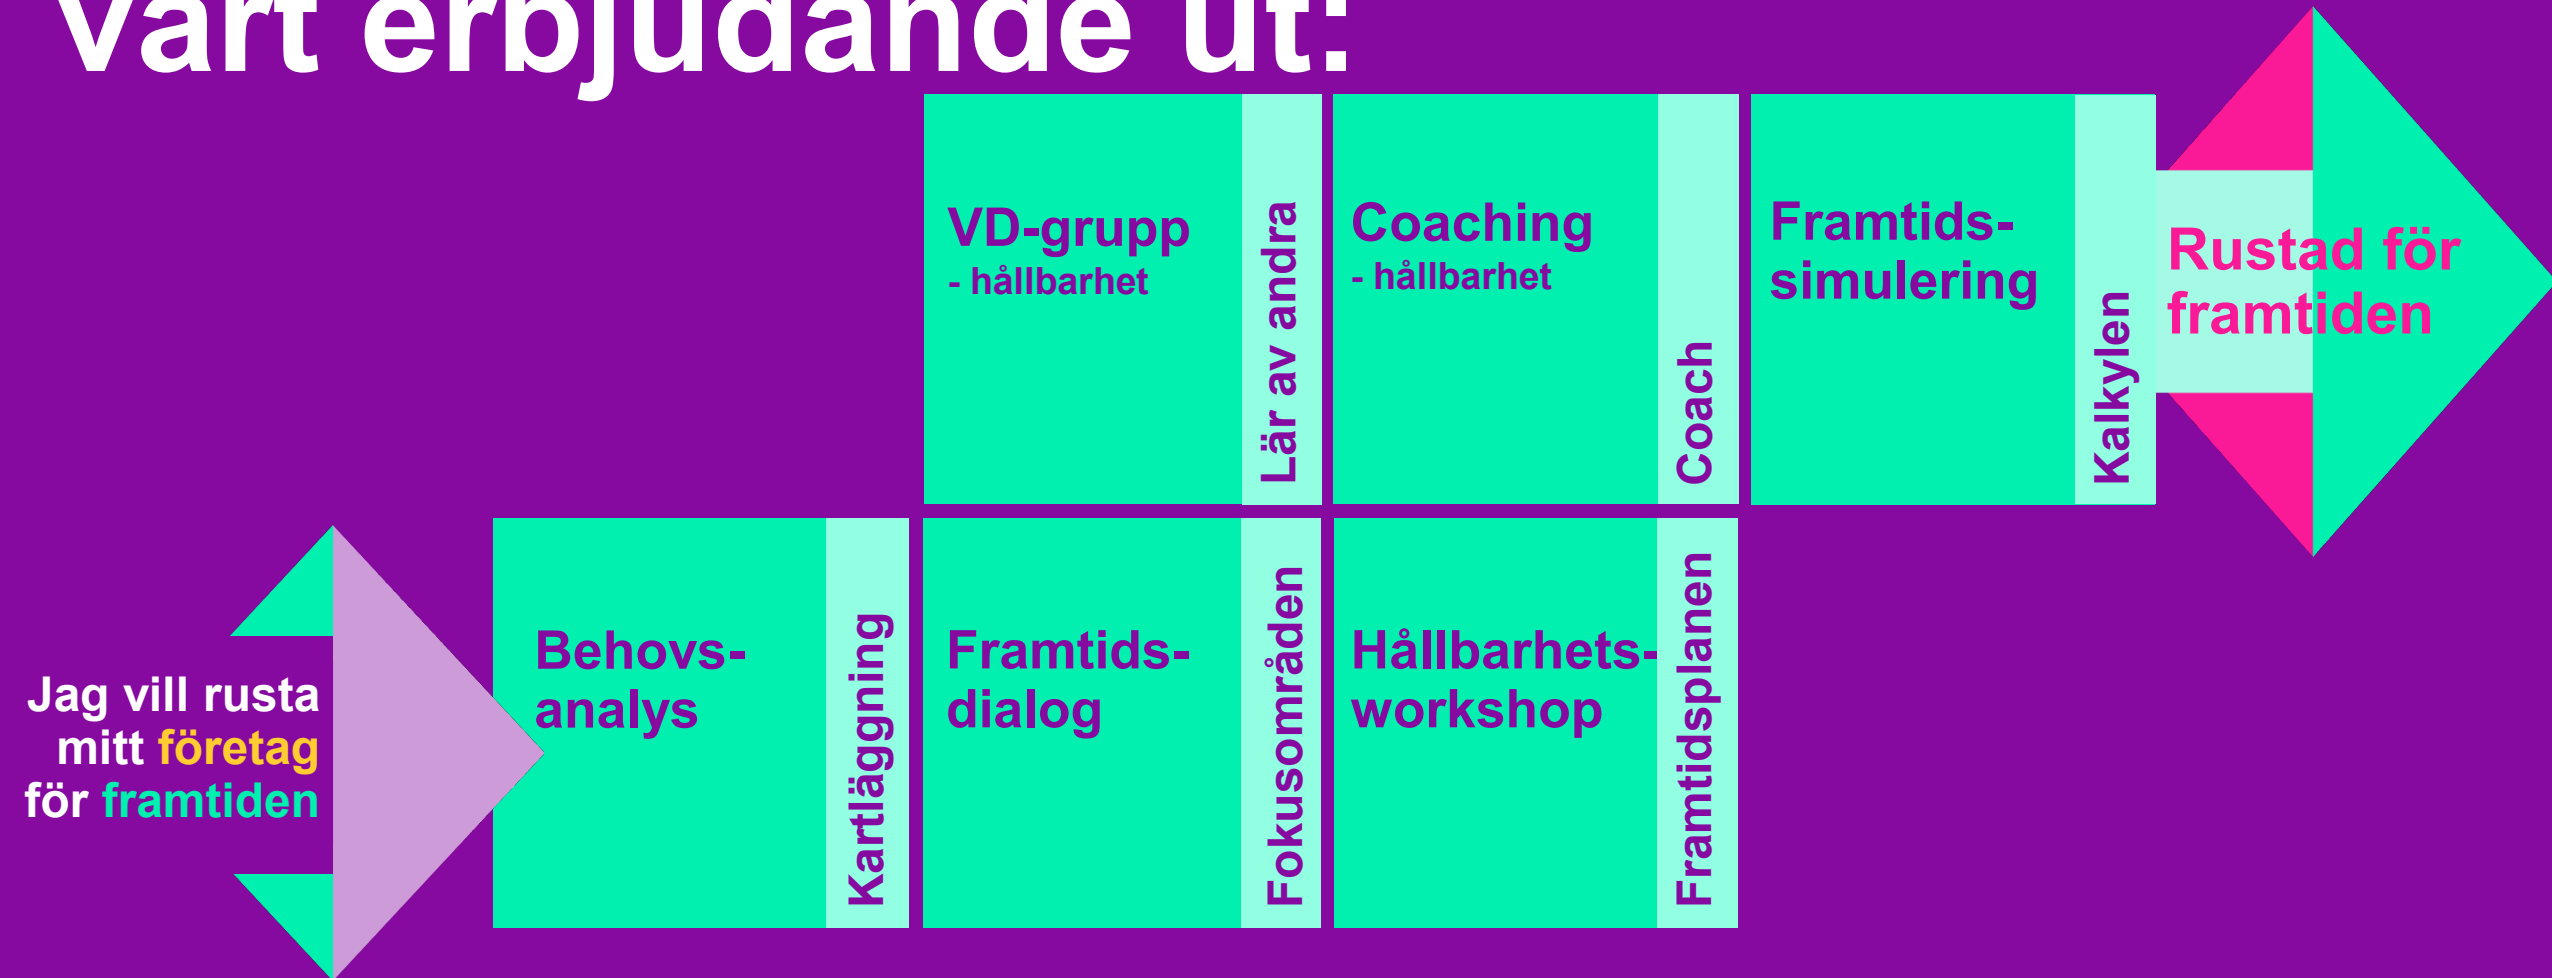 Vårt erbjudande ut:
VD-grupp
- hållbarhet
Lär av andra
Coaching
- hållbarhet
Coach
Framtids-
simulering
Kalkylen
Rustad för
framtiden
Jag vill rusta
mitt företag
för framtiden
Behovs-
analys
Kartläggning
Framtids-
dialog
Fokusområden
Hållbarhets-
workshop
Framtidsplanen